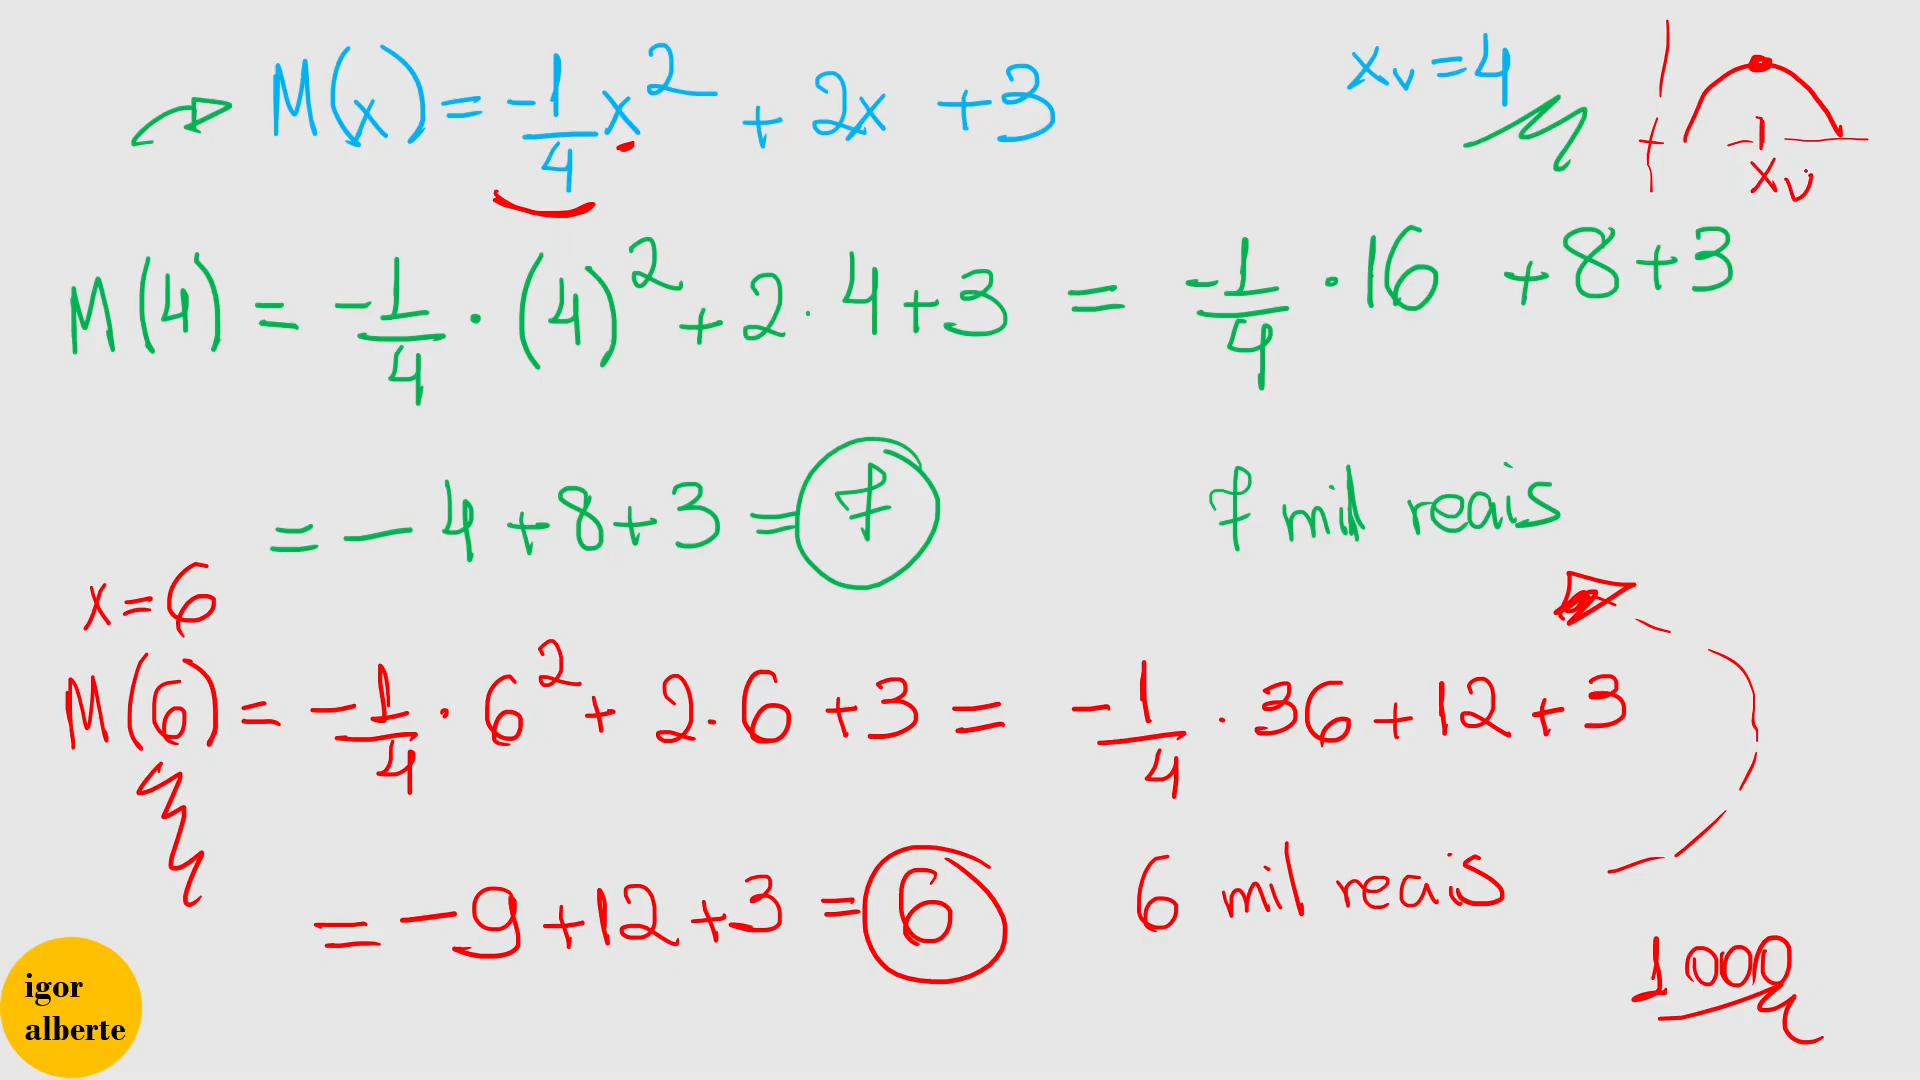 M(x) = -1/4 x² + 2x + 3
x_v = 4
x_v
M(4) = -1/4 · (4)² + 2 · 4 + 3 = -1/4 · 16 + 8 + 3
= -4 + 8 + 3 = 7
7 mil reais
x = 6
M(6) = -1/4 · 6² + 2 · 6 + 3 = -1/4 · 36 + 12 + 3
= -9 + 12 + 3 = 6
6 mil reais
1000
igor
alberte